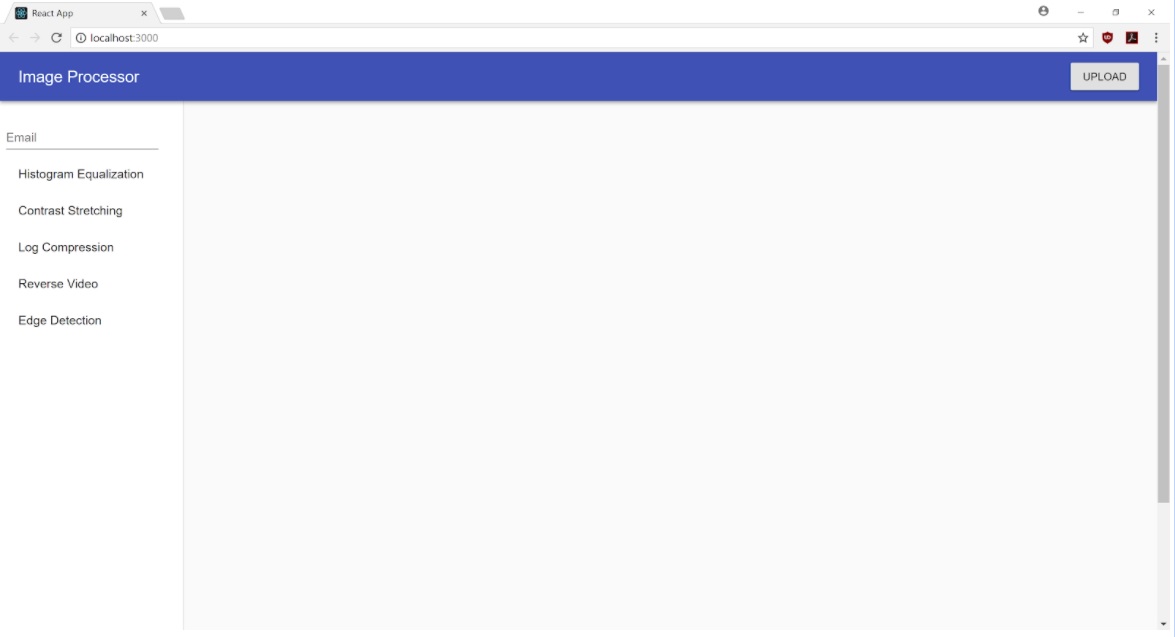 React App
localhost:3000
Image Processor
UPLOAD
Email
Histogram Equalization
Contrast Stretching
Log Compression
Reverse Video
Edge Detection